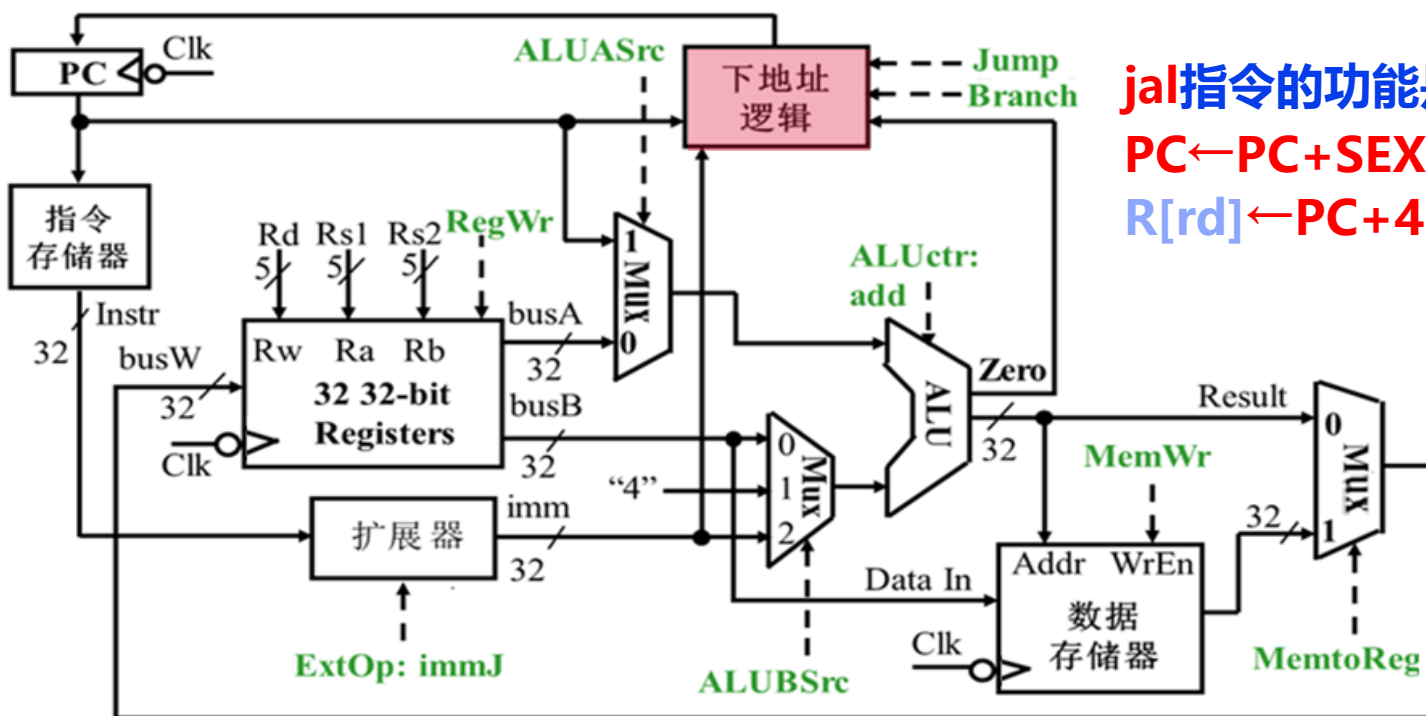 Clk
PC
ALUASrc
下地址
逻辑
Jump
Branch
jal指令的功能是
PC←PC+SEX
R[rd]←PC+4
指令
存储器
Rd
Rs1
Rs2
RegWr
5
5
5
1
Mux
0
ALUctr:
add
Instr
32
busW
32
Rw Ra Rb
32 32-bit
Registers
Clk
busA
32
busB
32
Zero
ALU
32
Result
0
Mux
1
MemWr
0
"4"
1
Mux
2
imm
32
扩展器
ExtOp: immJ
ALUBSrc
Data In
Addr WrEn
数据
存储器
Clk
32
MemtoReg